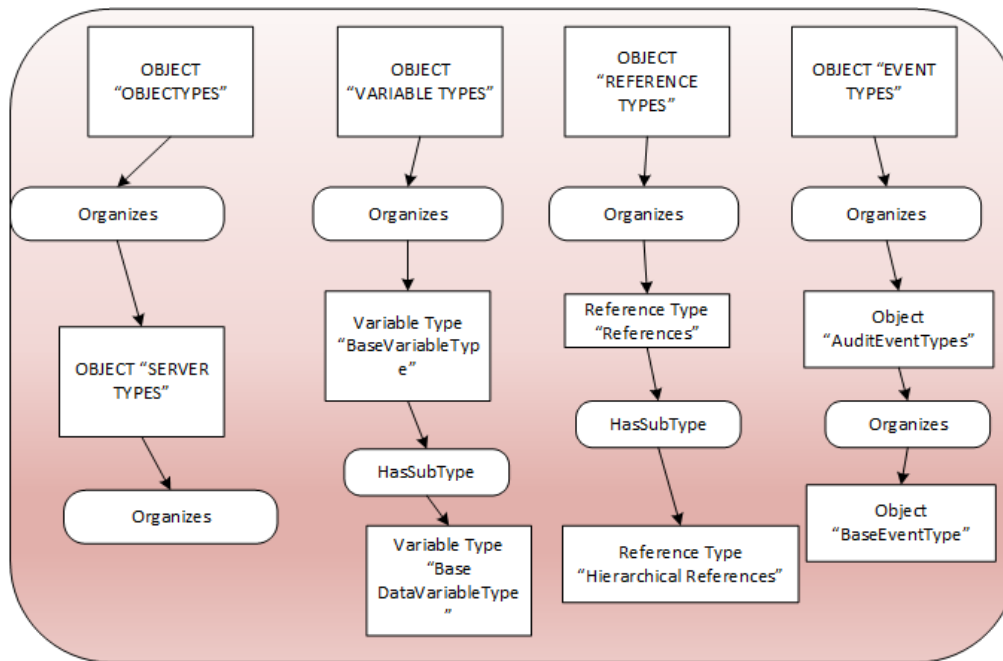 OBJECT
“OBJECTYPES”
OBJECT
“VARIABLE TYPES”
OBJECT
“REFERENCE
TYPES”
OBJECT “EVENT
TYPES”
Organizes
Organizes
Organizes
Organizes
Variable Type
“BaseVariableTyp
e”
Reference Type
“References”
Object
“AuditEventTypes”
OBJECT “SERVER
TYPES”
HasSubType
Organizes
HasSubType
Organizes
Object
“BaseEventType”
Variable Type
“Base
DataVariableType
”
Reference Type
“Hierarchical References”